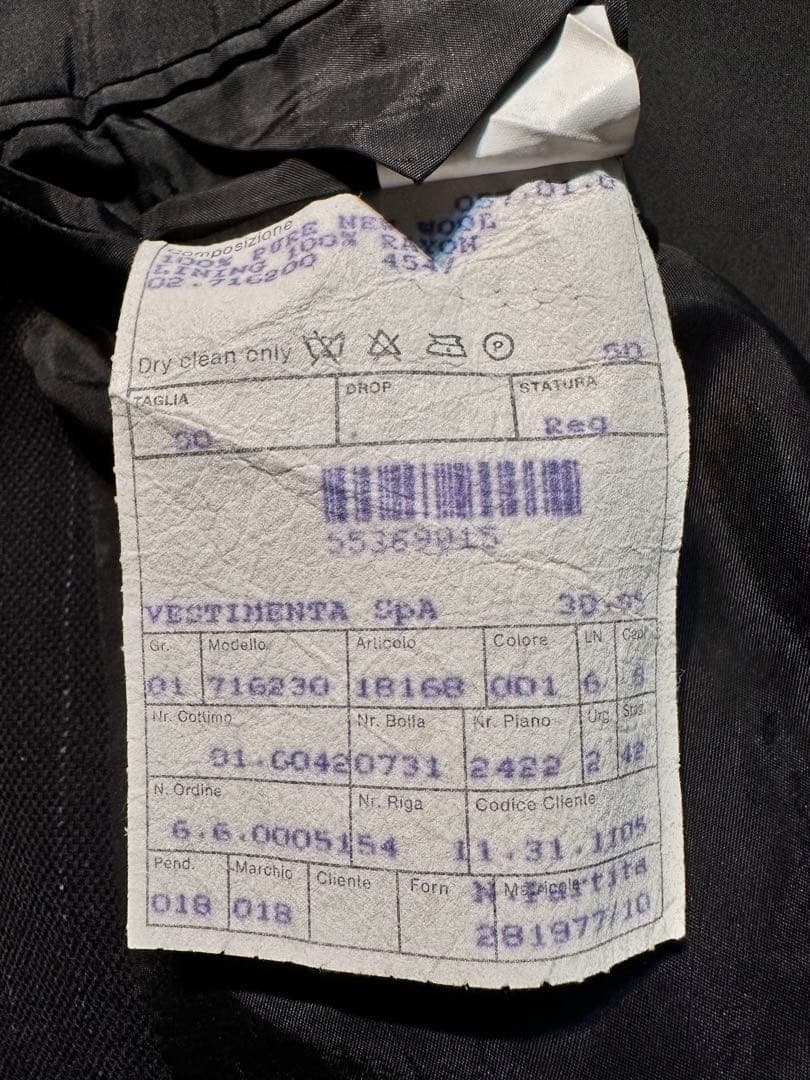 Composizione
100% PURE NEW WOOL
LINING 100% RAYON
02.716200
Dry clean only P 50
TAGLIA DROP STATURA
50 . Reg
55369015
VESTIMENTA SpA
Gr. Modello Articolo Colore LN Capi
01 716230 18168 001 6 6
Nr. Cottimo Nr. Bolla Nr. Piano Urg
91.60420731 2422 2 42
N. Ordine Nr. Riga Codice Cliente
6.6.0005154 11.31.1105
Pend. Marchio Cliente Forn N.Partita Matricola
018 018 281977/10